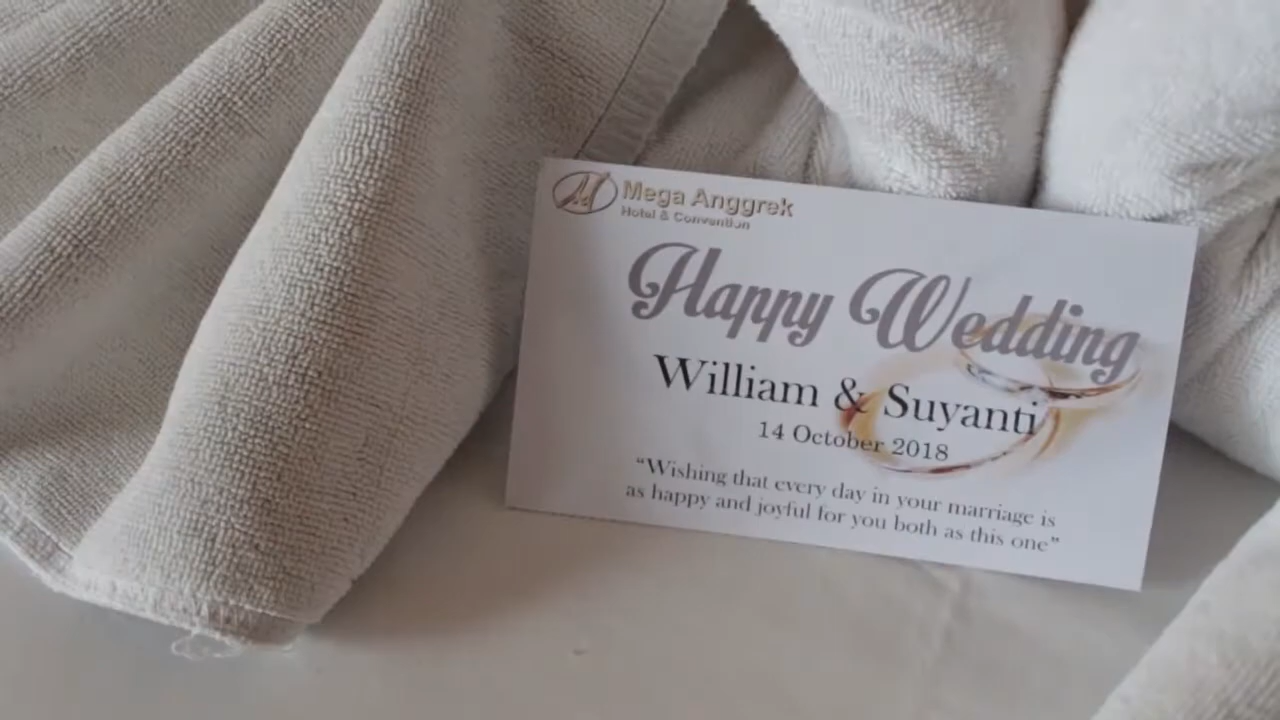 Mega Anggrek
Hotel & Convention
Happy Wedding
William & Suyanti
14 October 2018
“Wishing that every day in your marriage is
as happy and joyful for you both as this one”